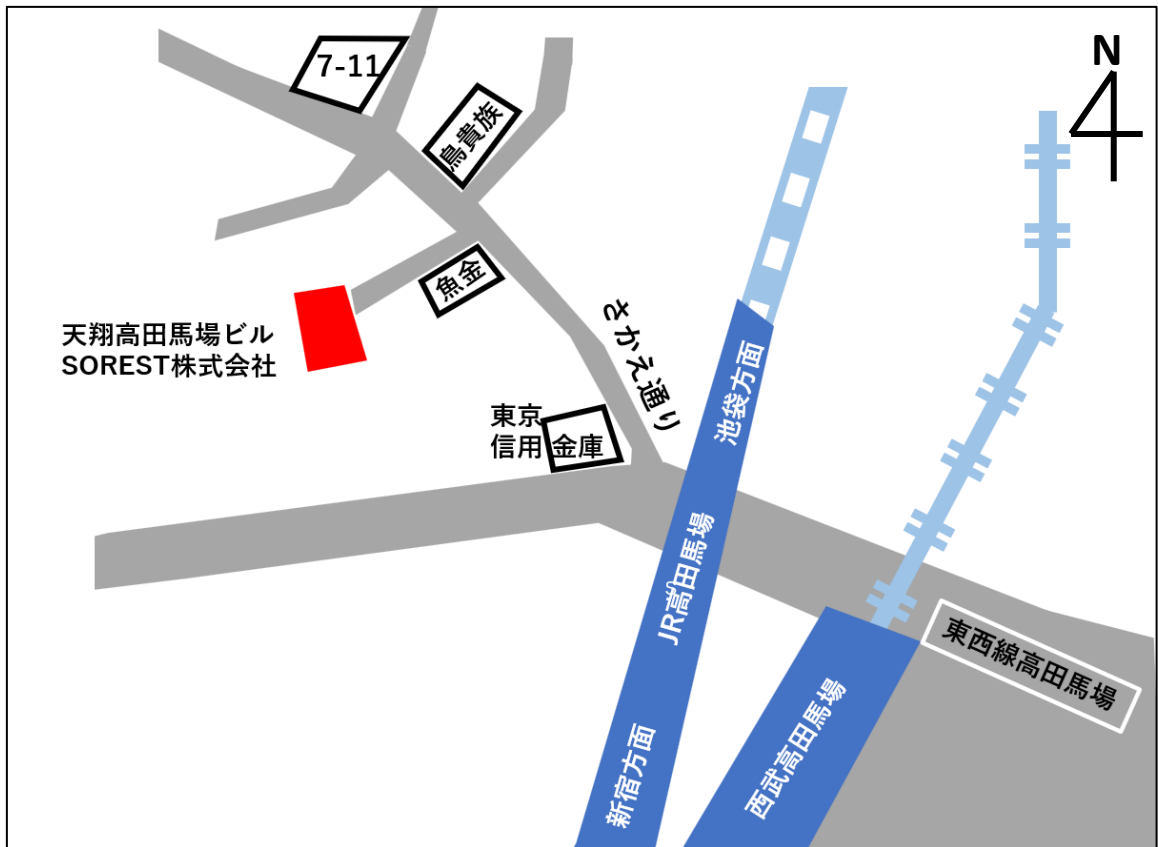 N
7-11
鳥貴族
魚金
天翔高田馬場ビル
SOREST株式会社
さかえ通り
東京
信用金庫
池袋方面
JR高田馬場
新宿方面
西武高田馬場
東西線高田馬場